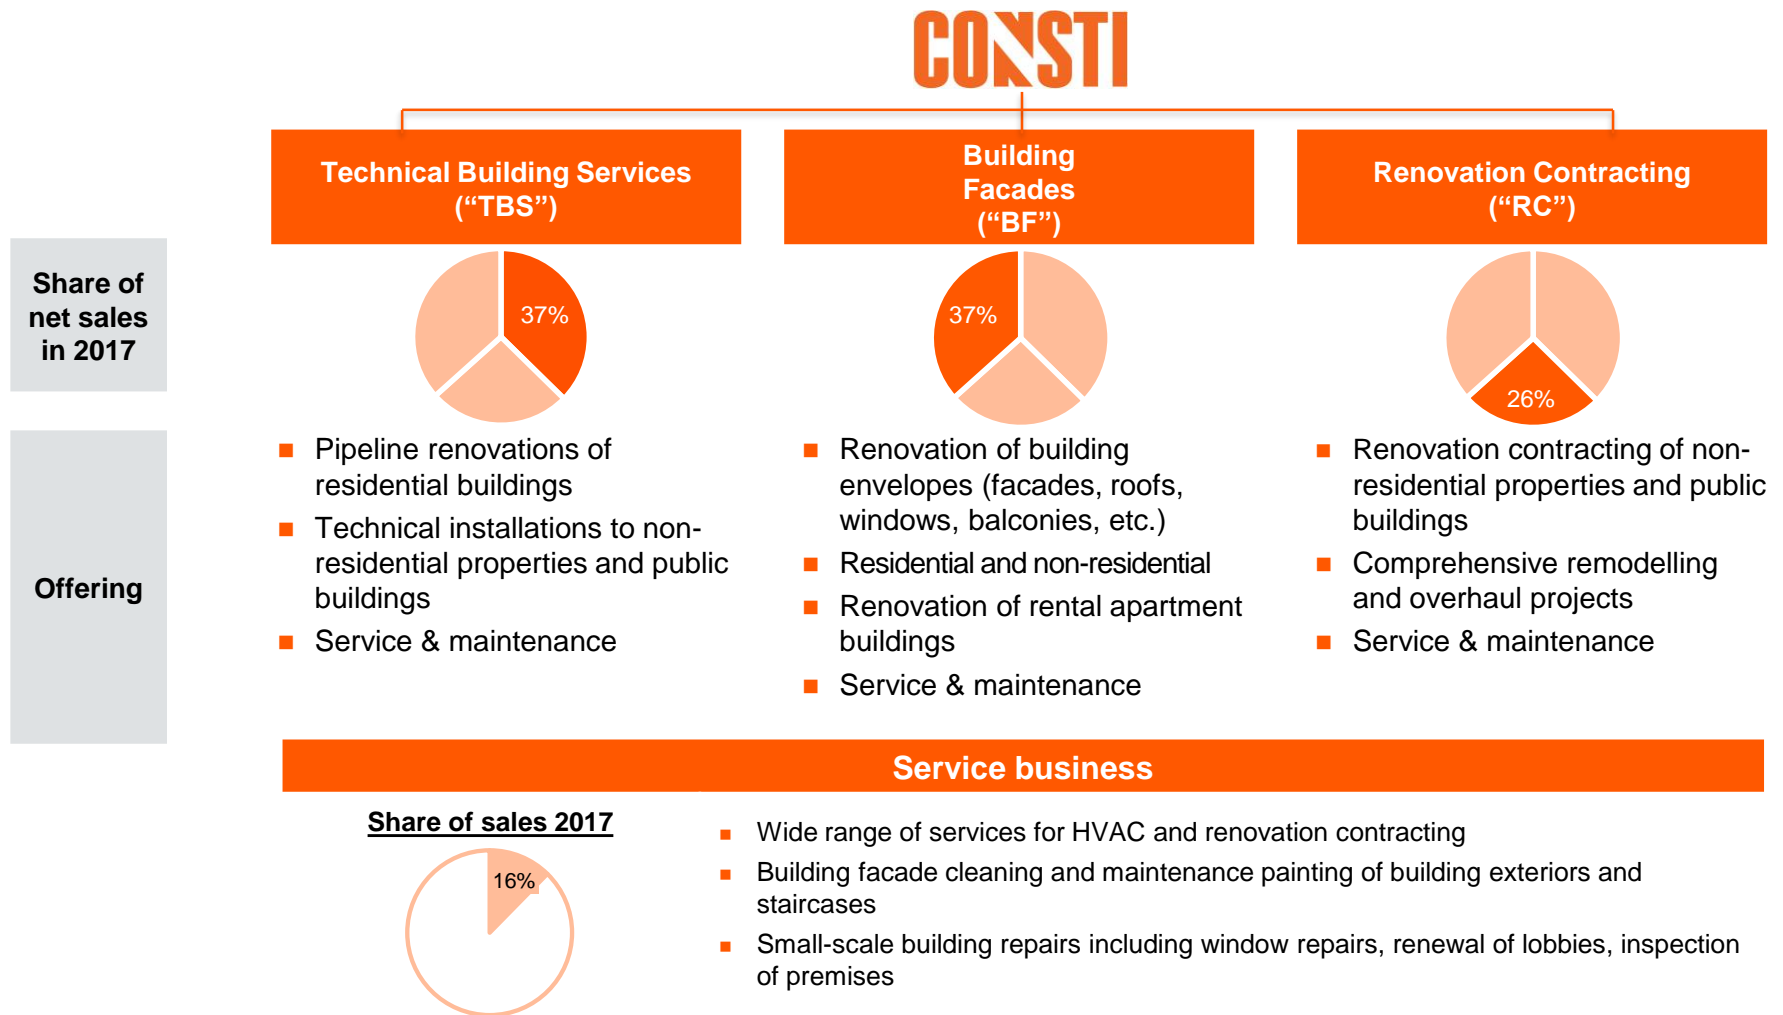 CONSTI
Technical Building Services
(“TBS”)
Building
Facades
(“BF”)
Renovation Contracting
(“RC”)
Share of
net sales
in 2017
37%
37%
26%
Offering
Pipeline renovations of
residential buildings
Technical installations to non-
residential properties and public
buildings
Service & maintenance
Renovation of building
envelopes (facades, roofs,
windows, balconies, etc.)
Residential and non-residential
Renovation of rental apartment
buildings
Service & maintenance
Renovation contracting of non-
residential properties and public
buildings
Comprehensive remodelling
and overhaul projects
Service & maintenance
Service business
Share of sales 2017
16%
Wide range of services for HVAC and renovation contracting
Building facade cleaning and maintenance painting of building exteriors and
staircases
Small-scale building repairs including window repairs, renewal of lobbies, inspection
of premises